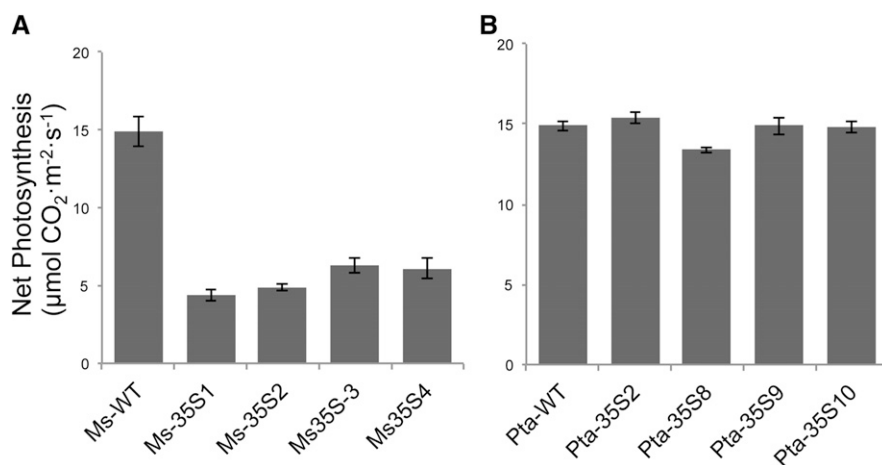 A
B
Net Photosynthesis
(µmol CO2·m-2·s-1)
20
15
10
5
0
Ms-WT
Ms-35S1
Ms-35S2
Ms35S-3
Ms35S4
20
15
10
5
0
Pta-WT
Pta-35S2
Pta-35S8
Pta-35S9
Pta-35S10